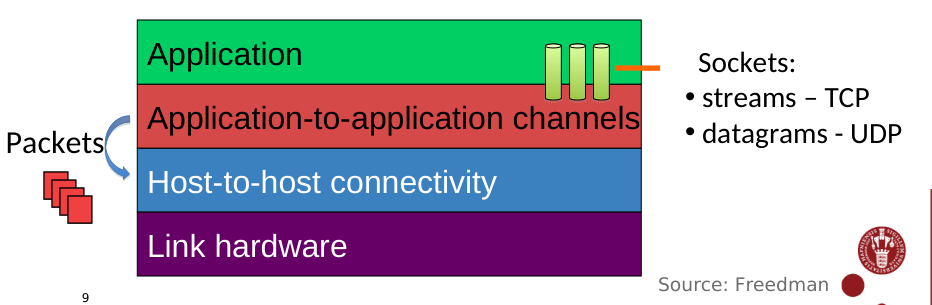 Application
Sockets:
• streams – TCP
Application-to-application channels
• datagrams - UDP
Packets
Host-to-host connectivity
Link hardware
Source: Freedman
9